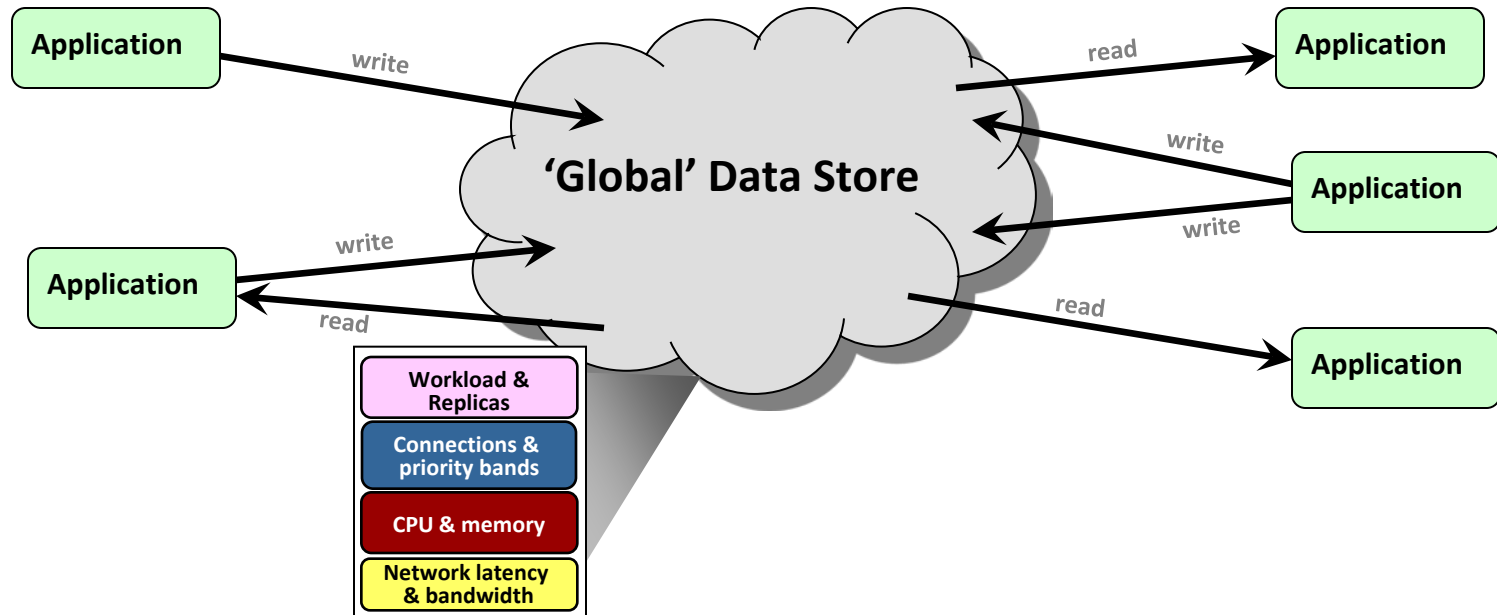 Application
write
read
Application
write
‘Global’ Data Store
Application
write
write
Application
read
read
Application
Workload &
Replicas
Connections &
priority bands
CPU & memory
Network latency
& bandwidth